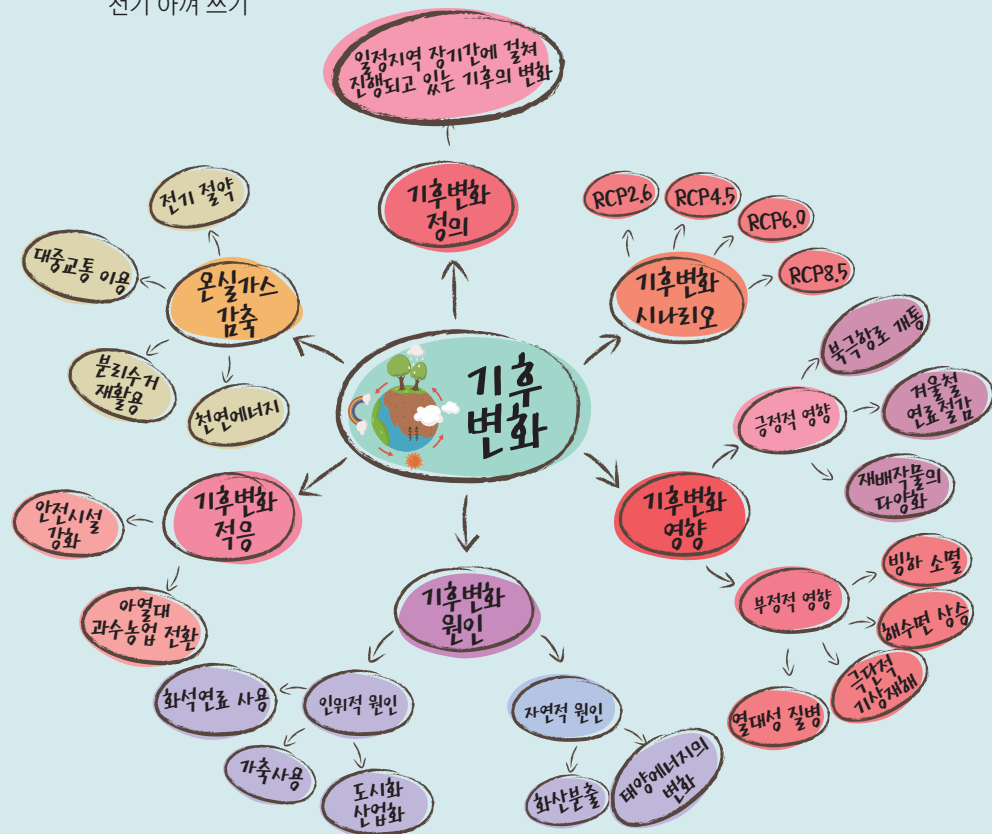 전기 아껴 쓰기
일정지역 장기간에 걸쳐
진행되고 있는 기후의 변화
기후변화
정의
전기 절약
대중교통 이용
온실가스
감축
분리수거
재활용
천연에너지
RCP2.6
RCP4.5
RCP6.0
RCP8.5
기후변화
시나리오
기후
변화
북극항로 개통
긍정적 영향
겨울철
연료절감
재배작물의
다양화
기후변화
영향
부정적 영향
빙하 소멸
해수면 상승
극단적
기상재해
열대성 질병
기후변화
적응
안전시설
강화
아열대
과수농업 전환
기후변화
원인
인위적 원인
화석연료 사용
가축사용
도시화
산업화
자연적 원인
화산분출
태양에너지의
변화